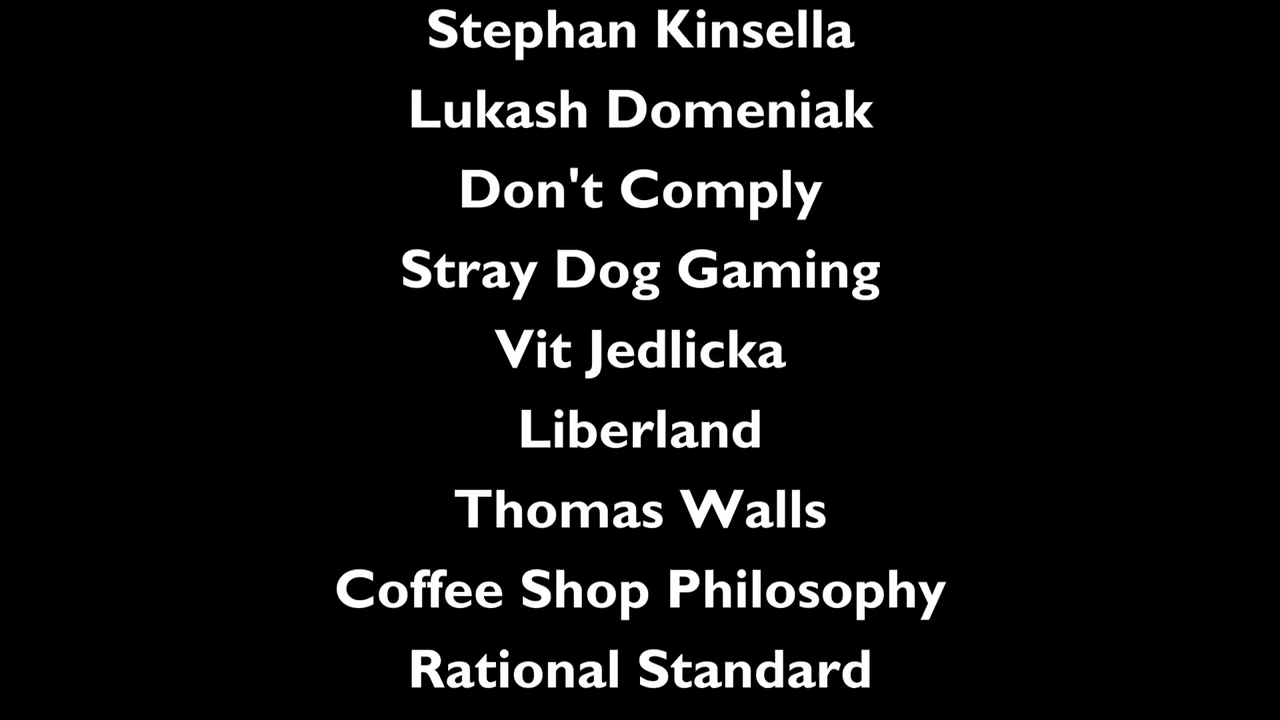 Stephan Kinsella
Lukash Domeniak
Don't Comply
Stray Dog Gaming
Vit Jedlicka
Liberland
Thomas Walls
Coffee Shop Philosophy
Rational Standard